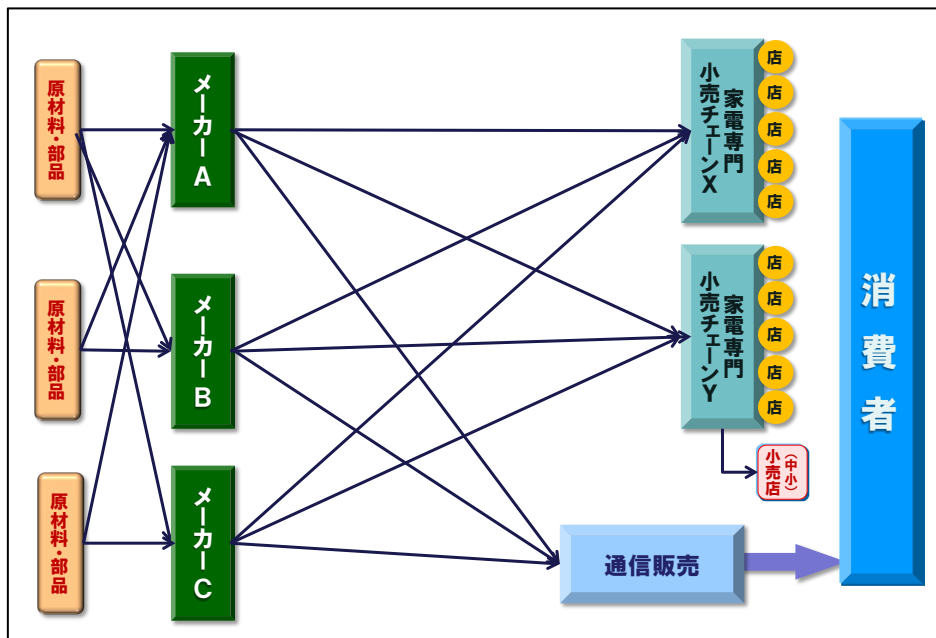 原材料・部品
原材料・部品
原材料・部品
メーカーA
メーカーB
メーカーC
家電専門
小売チェーンX
店
店
店
店
店
家電専門
小売チェーンY
店
店
店
店
店
(中小)
小売店
通信販売
消費者